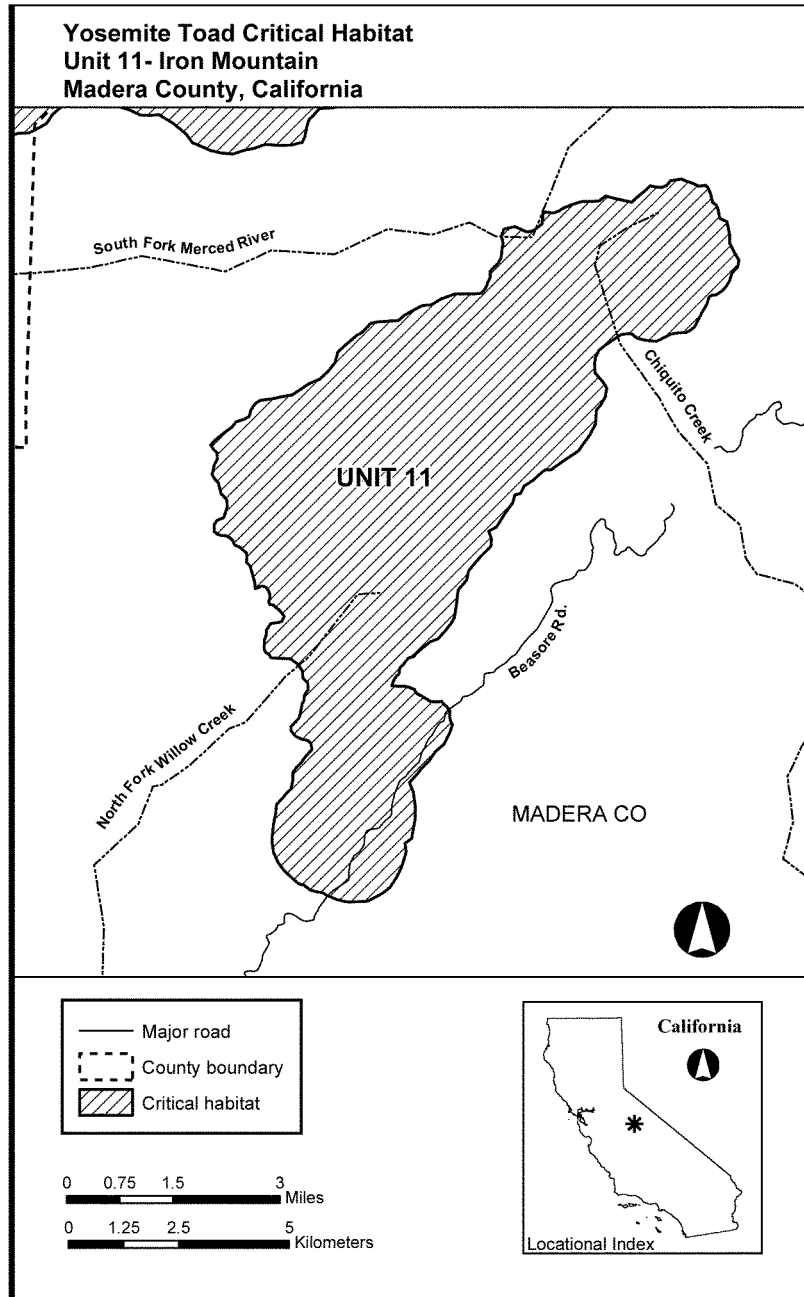 Yosemite Toad Critical Habitat
Unit 11- Iron Mountain
Madera County, California
South Fork Merced River
Chiquito Creek
UNIT 11
Beasore Rd.
North Fork Willow Creek
MADERA CO
Major road
County boundary
Critical habitat
0 0.75 1.5 3
Miles
0 1.25 2.5 5
Kilometers
California
Locational Index